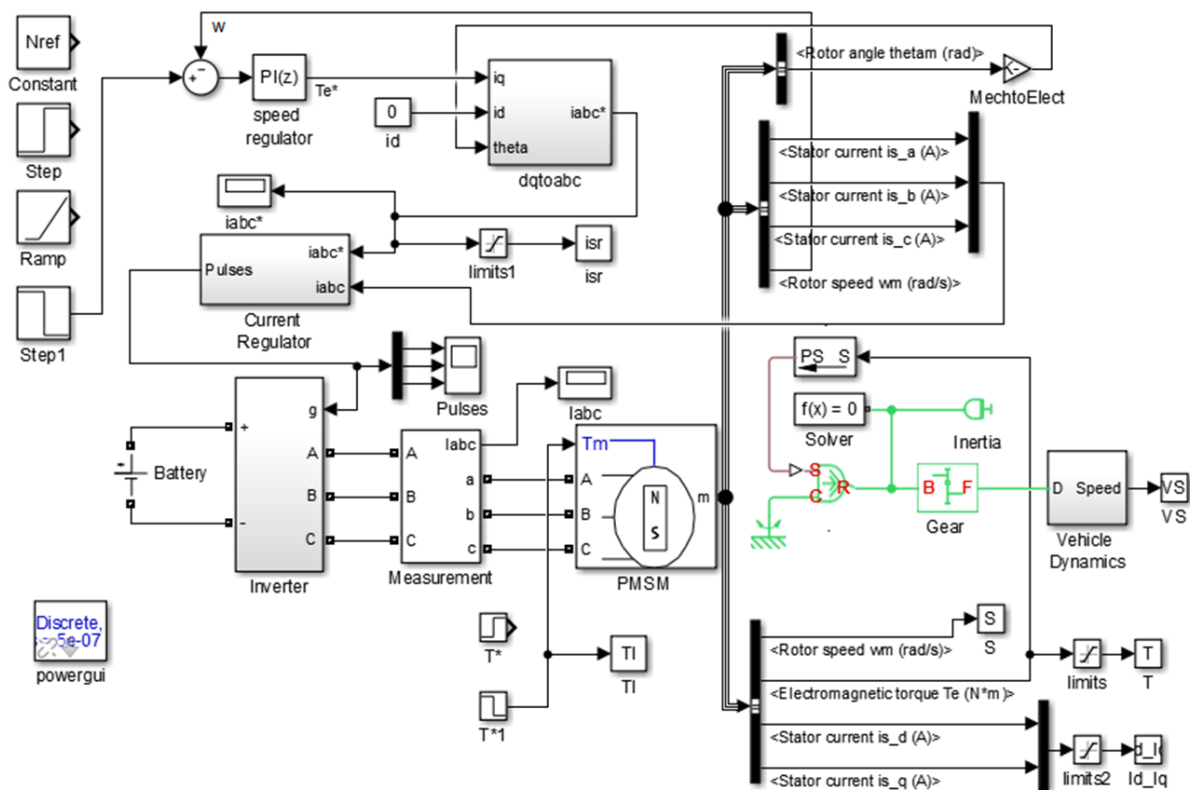 Nref
Constant
Step
Ramp
Step1
W
+
-
PI(z)
speed
regulator
Te*
0
id
iq
id
theta
iabc*
dqtoabc
<Rotor angle thetam (rad)>
MechtoElect
<Stator current is_a (A)>
<Stator current is_b (A)>
<Stator current is_c (A)>
<Rotor speed wm (rad/s)>
iabc*
limits1
isr
isr
Pulses
iabc*
iabc
Current
Regulator
Pulses
Iabc
Battery
+
g
+
-
A
B
C
Inverter
A
B
C
Iabc
a
b
c
Measurement
Tm
A
B
C
N
S
m
PMSM
PS S
f(x) = 0
Solver
Inertia
S
C
R
B F
Gear
D Speed
Vehicle
Dynamics
VS
VS
Discrete,
powergui
T*
T*1
TI
TI
<Rotor speed wm (rad/s)>
S
S
<Electromagnetic torque Te (N*m)>
limits
T
T
<Stator current is_d (A)>
<Stator current is_q (A)>
limits2
Id_Iq